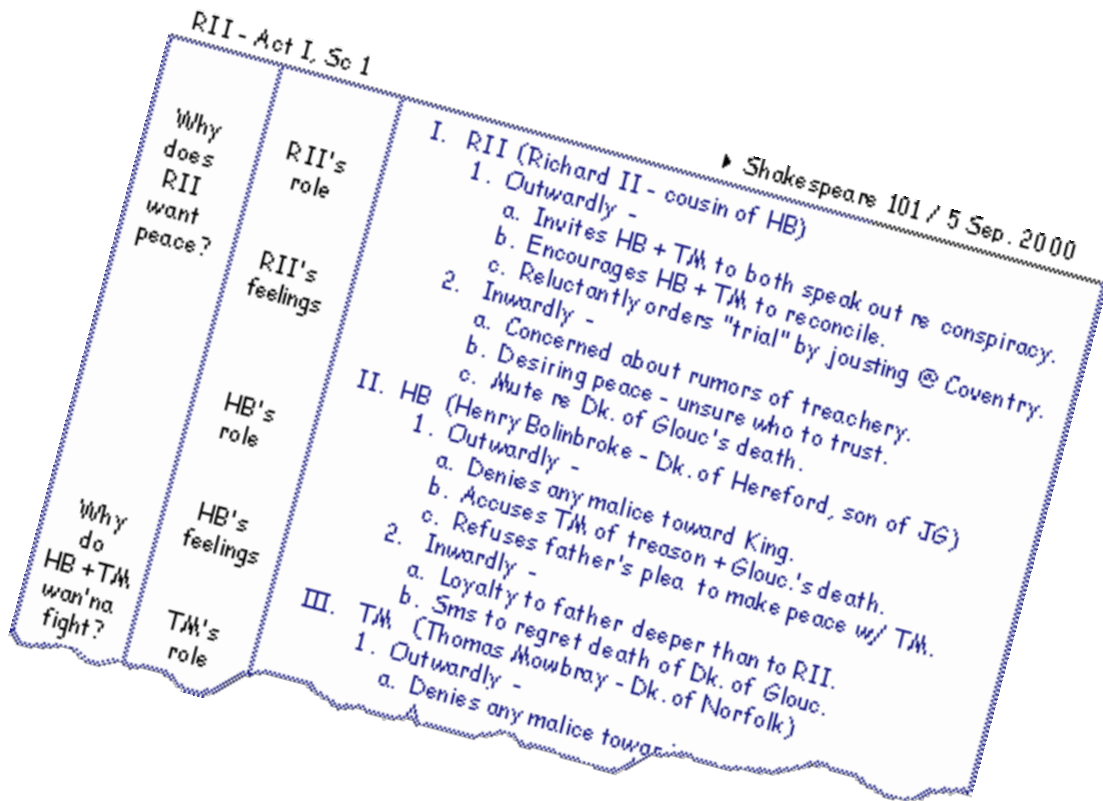 RII - Act I, Sc 1
▸ Shakespeare 101 / 5 Sep. 2000
Why
does
RII
want
peace?
Why
do
HB + TM
wan'na
fight?
RII's
role
RII's
feelings
HB's
role
HB's
feelings
TM's
role
I. RII (Richard II - cousin of HB)
1. Outwardly -
a. Invites HB + TM to both speak out re conspiracy.
b. Encourages HB + TM to reconcile.
c. Reluctantly orders "trial" by jousting @ Coventry.
2. Inwardly -
a. Concerned about rumors of treachery.
b. Desiring peace - unsure who to trust.
c. Mute re Dk. of Glouc's death.
II. HB (Henry Bolinbroke - Dk. of Hereford, son of JG)
1. Outwardly -
a. Denies any malice toward King.
b. Accuses TM of treason + Glouc.'s death.
c. Refuses father's plea to make peace w/ TM.
2. Inwardly -
a. Loyalty to father deeper than to RII.
b. Sms to regret death of Dk. of Glouc.
III. TM (Thomas Mowbray - Dk. of Norfolk)
1. Outwardly -
a. Denies any malice towar